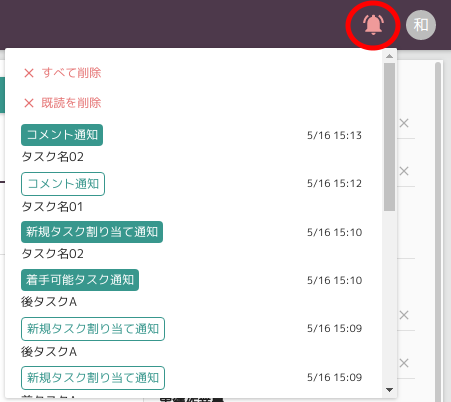 和
× すべて削除
× 既読を削除
コメント通知 5/16 15:13
タスク名02
コメント通知 5/16 15:12
タスク名01
新規タスク割り当て通知 5/16 15:10
タスク名02
着手可能タスク通知 5/16 15:10
後タスクA
新規タスク割り当て通知 5/16 15:09
後タスクA
新規タスク割り当て通知 5/16 15:09